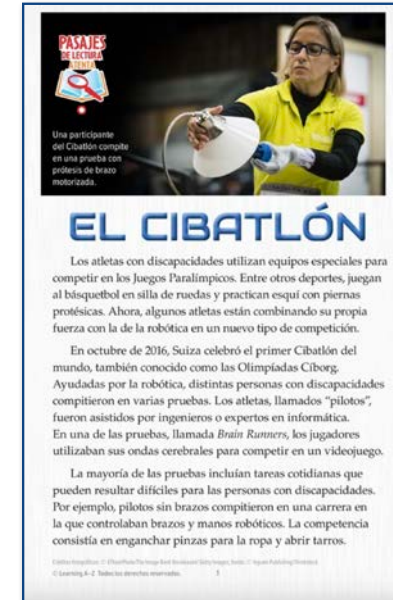 PASAJES
DE LECTURA
ATENTA
Una participante
del Cibatlón compite
en una prueba con
prótesis de brazo
motorizada.
EL CIBATLÓN
Los atletas con discapacidades utilizan equipos especiales para
competir en los Juegos Paralímpicos. Entre otros deportes, juegan
al básquetbol en silla de ruedas y practican esquí con piernas
protésicas. Ahora, algunos atletas están combinando su propia
fuerza con la de la robótica en un nuevo tipo de competición.
En octubre de 2016, Suiza celebró el primer Cibatlón del
mundo, también conocido como las Olimpíadas Cíborg.
Ayudadas por la robótica, distintas personas con discapacidades
compitieron en varias pruebas. Los atletas, llamados “pilotos”,
fueron asistidos por ingenieros o expertos en informática.
En una de las pruebas, llamada Brain Runners, los jugadores
utilizaban sus ondas cerebrales para competir en un videojuego.
La mayoría de las pruebas incluían tareas cotidianas que
pueden resultar difíciles para las personas con discapacidades.
Por ejemplo, pilotos sin brazos compitieron en una carrera en
la que controlaban brazos y manos robóticos. La competencia
consistía en enganchar pinzas para la ropa y abrir tarros.
© Learning A–Z Todos los derechos reservados. 1